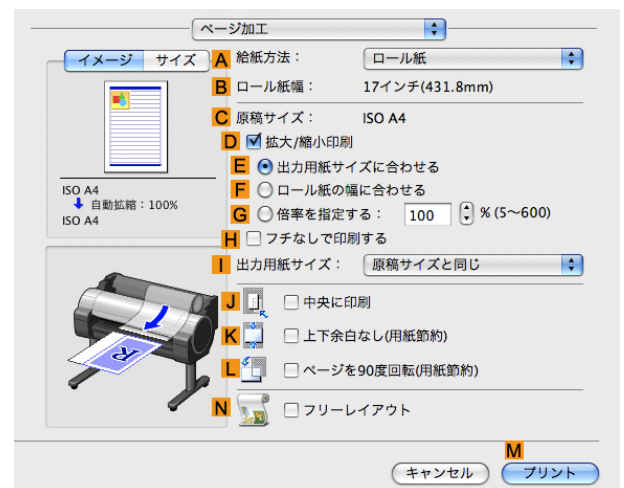 ページ加工
イメージ サイズ
A 給紙方法： ロール紙
B ロール紙幅： 17インチ(431.8mm)
C 原稿サイズ： ISO A4
D 拡大/縮小印刷
E 出力用紙サイズに合わせる
F ロール紙の幅に合わせる
G 倍率を指定する： 100 % (5〜600)
ISO A4
自動拡縮：100%
ISO A4
H フチなしで印刷する
I 出力用紙サイズ： 原稿サイズと同じ
J 中央に印刷
K 上下余白なし(用紙節約)
L ページを90度回転(用紙節約)
R
N フリーレイアウト
M
キャンセル プリント